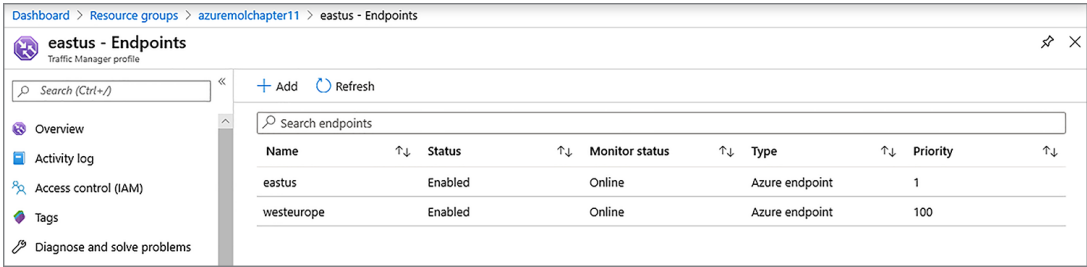 Dashboard > Resource groups > azuremolchapter11 > eastus - Endpoints
eastus - Endpoints
Traffic Manager profile
Search (Ctrl+/)
«
Overview
Activity log
Access control (IAM)
Tags
Diagnose and solve problems
+ Add Refresh
Search endpoints
Name Status Monitor status Type Priority
eastus Enabled Online Azure endpoint 1
westeurope Enabled Online Azure endpoint 100